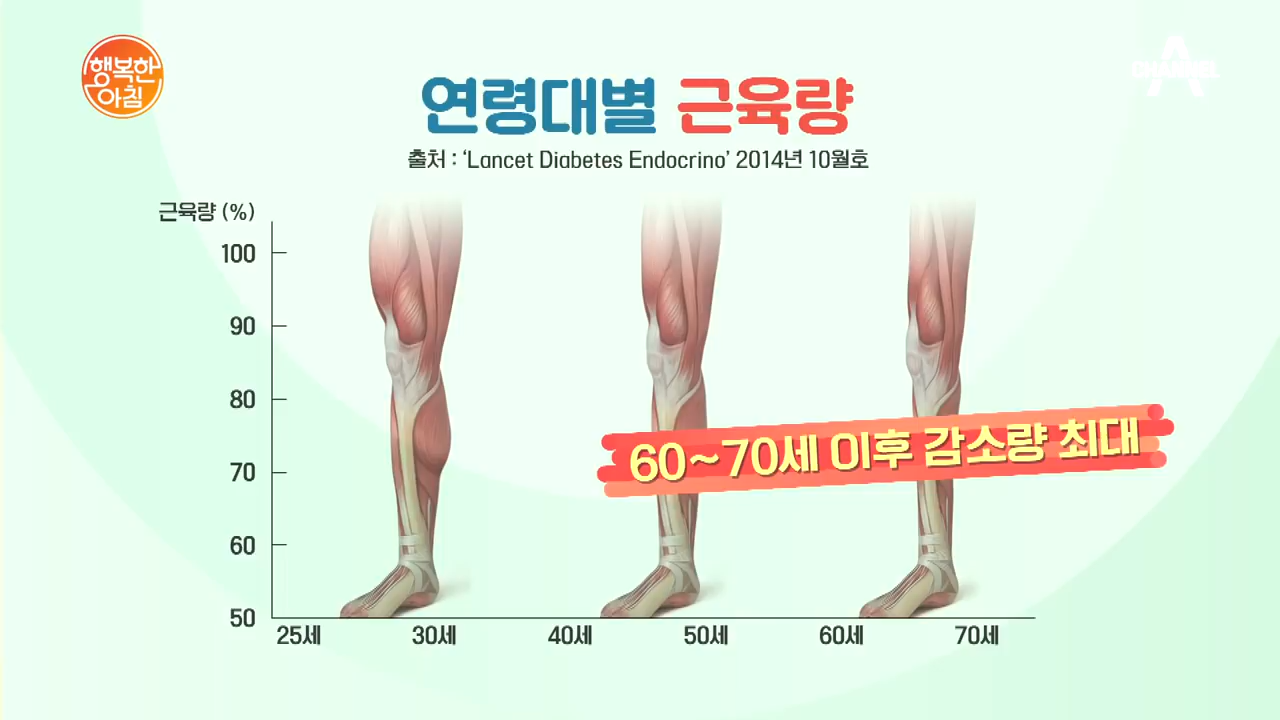 행복한
아침
연령대별 근육량
출처 : ‘Lancet Diabetes Endocrino’ 2014년 10월호
근육량 (%)
100
90
80
70
60
50
60~70세 이후 감소량 최대
25세 30세 40세 50세 60세 70세